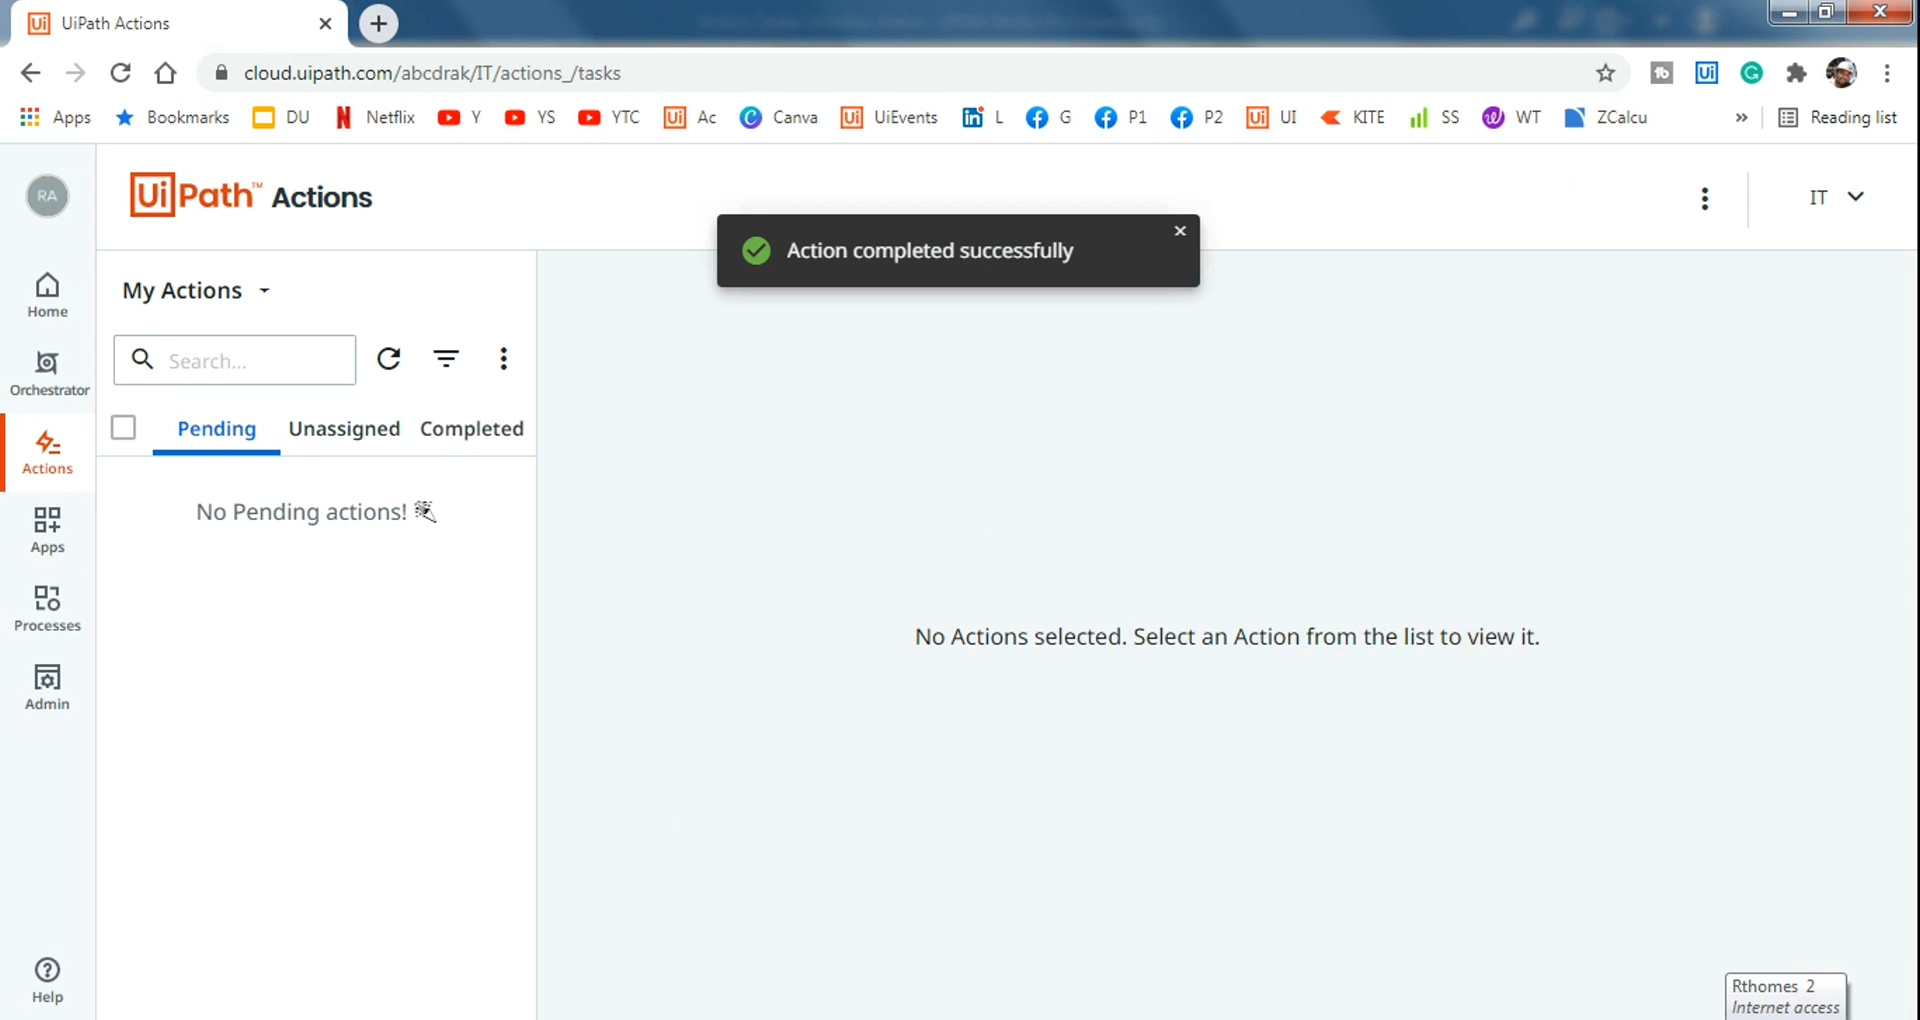 UiPath Actions
cloud.uipath.com/abcdrak/IT/actions_/tasks
Apps Bookmarks DU Netflix Y YS YTC Ac Canva UiEvents L G P1 P2 UI KITE SS WT ZCalcu » Reading list
RA
UiPath™ Actions
IT
Action completed successfully
My Actions
Search...
Pending Unassigned Completed
No Pending actions!
No Actions selected. Select an Action from the list to view it.
Home
Orchestrator
Actions
Apps
Processes
Admin
Help
Rthomes 2
Internet access